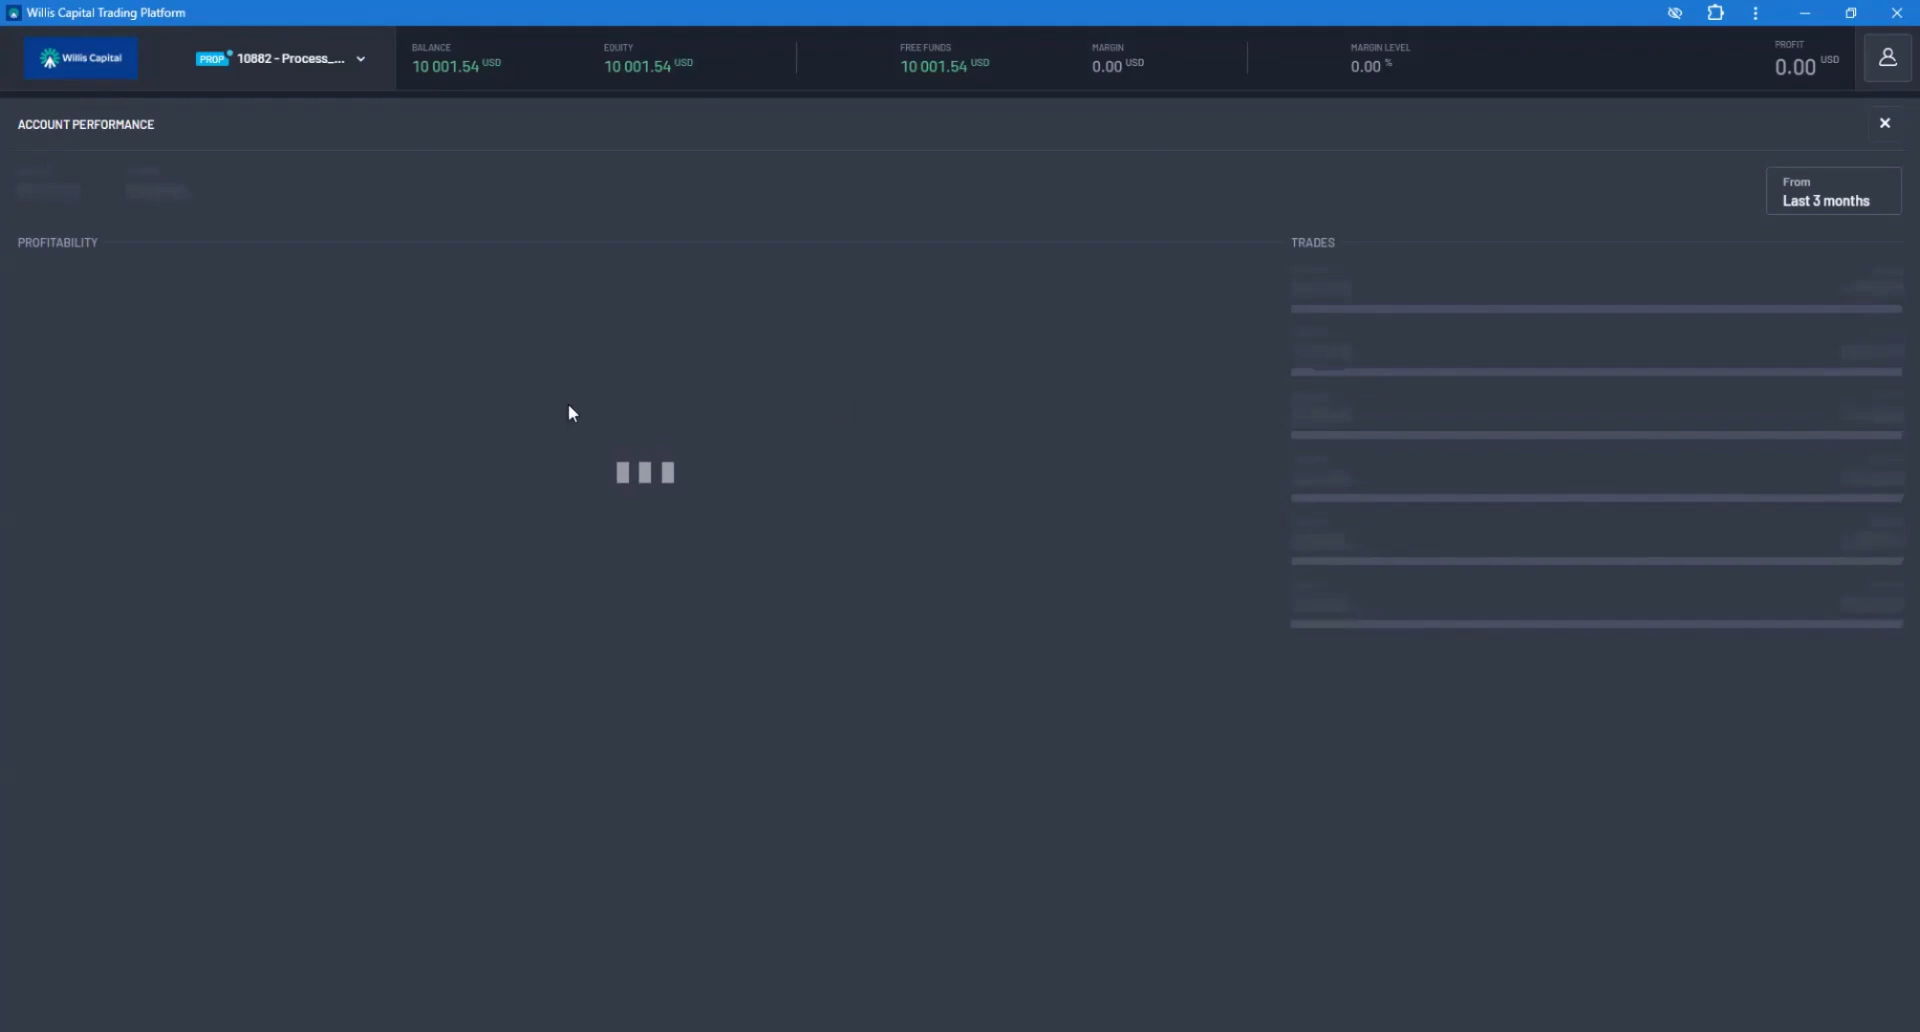 Willis Capital Trading Platform
Willis Capital
PROP 10882 - Process_...
BALANCE
10 001.54 USD
EQUITY
10 001.54 USD
FREE FUNDS
10 001.54 USD
MARGIN
0.00 USD
MARGIN LEVEL
0.00 %
PROFIT
0.00 USD
ACCOUNT PERFORMANCE
From
Last 3 months
PROFITABILITY
TRADES